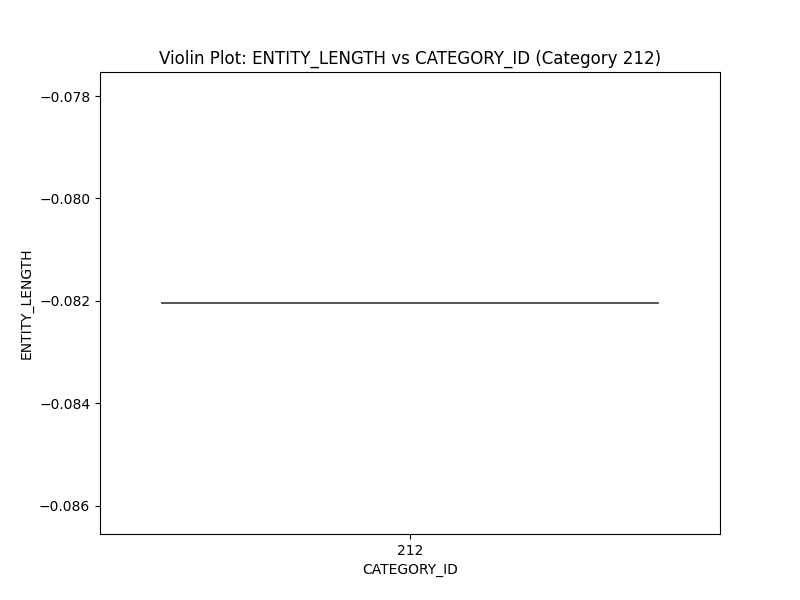 Violin Plot: ENTITY_LENGTH vs CATEGORY_ID (Category 212)
−0.078
−0.080
−0.082
−0.084
−0.086
ENTITY_LENGTH
212
CATEGORY_ID